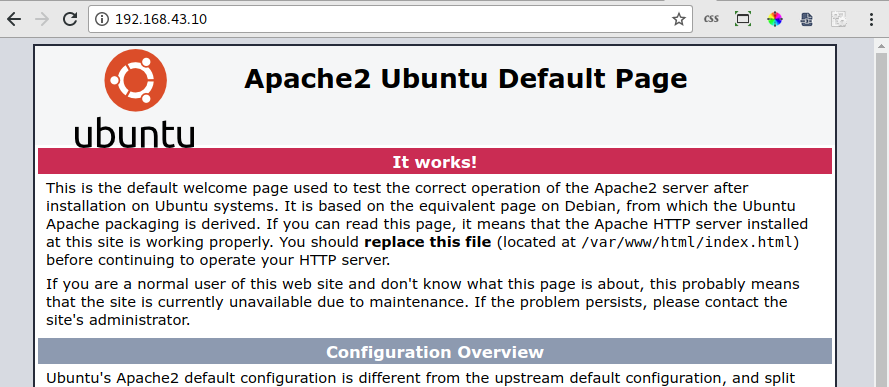 192.168.43.10
css
Apache2 Ubuntu Default Page
ubuntu
It works!
This is the default welcome page used to test the correct operation of the Apache2 server after
installation on Ubuntu systems. It is based on the equivalent page on Debian, from which the Ubuntu
Apache packaging is derived. If you can read this page, it means that the Apache HTTP server installed
at this site is working properly. You should replace this file (located at /var/www/html/index.html)
before continuing to operate your HTTP server.
If you are a normal user of this web site and don't know what this page is about, this probably means
that the site is currently unavailable due to maintenance. If the problem persists, please contact the
site's administrator.
Configuration Overview
Ubuntu's Apache2 default configuration is different from the upstream default configuration, and split